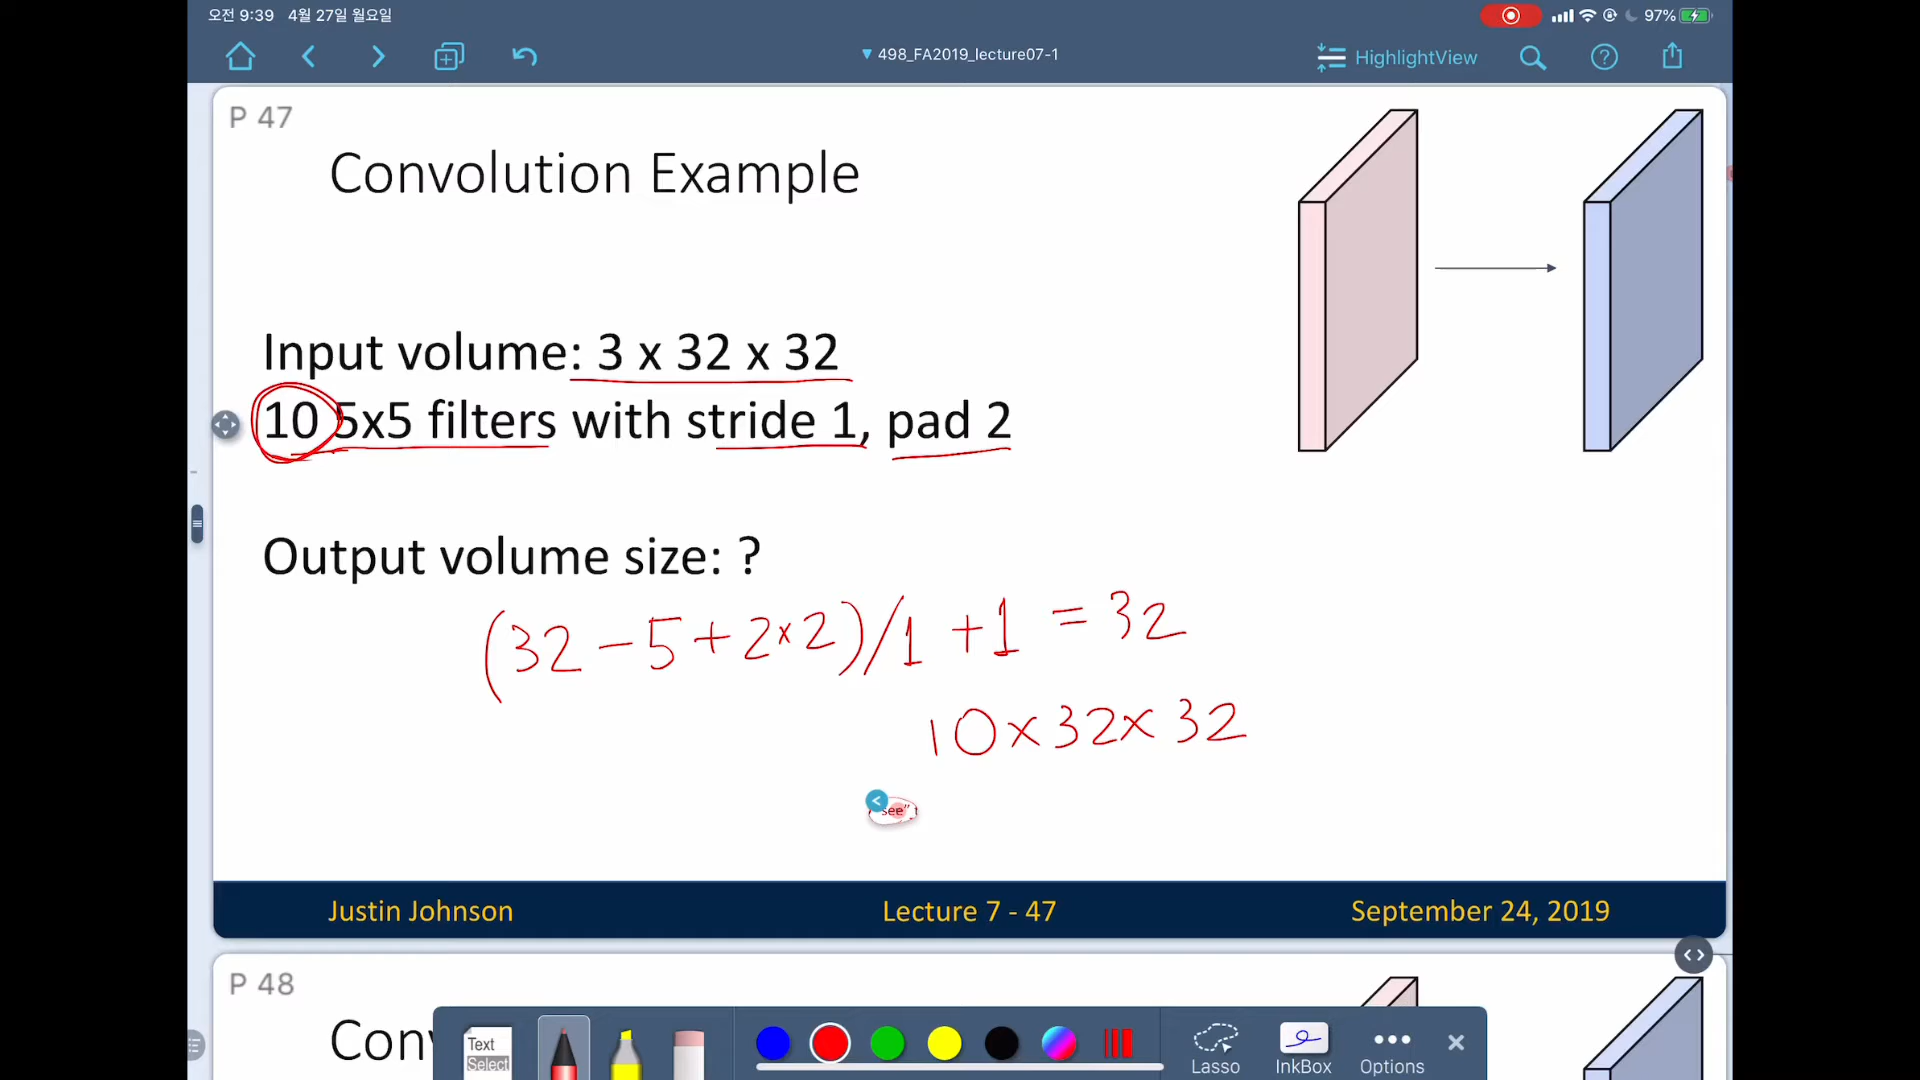 오전 9:39 4월 27일 월요일
97%
▼ 498_FA2019_lecture07-1
HighlightView
P 47
Convolution Example
Input volume: 3 x 32 x 32
10 5x5 filters with stride 1, pad 2
Output volume size: ?
(32 - 5 + 2×2)/1 + 1 = 32
10×32×32
see"
Justin Johnson
Lecture 7 - 47
September 24, 2019
P 48
Conv
Text
Select
Lasso
InkBox
Options